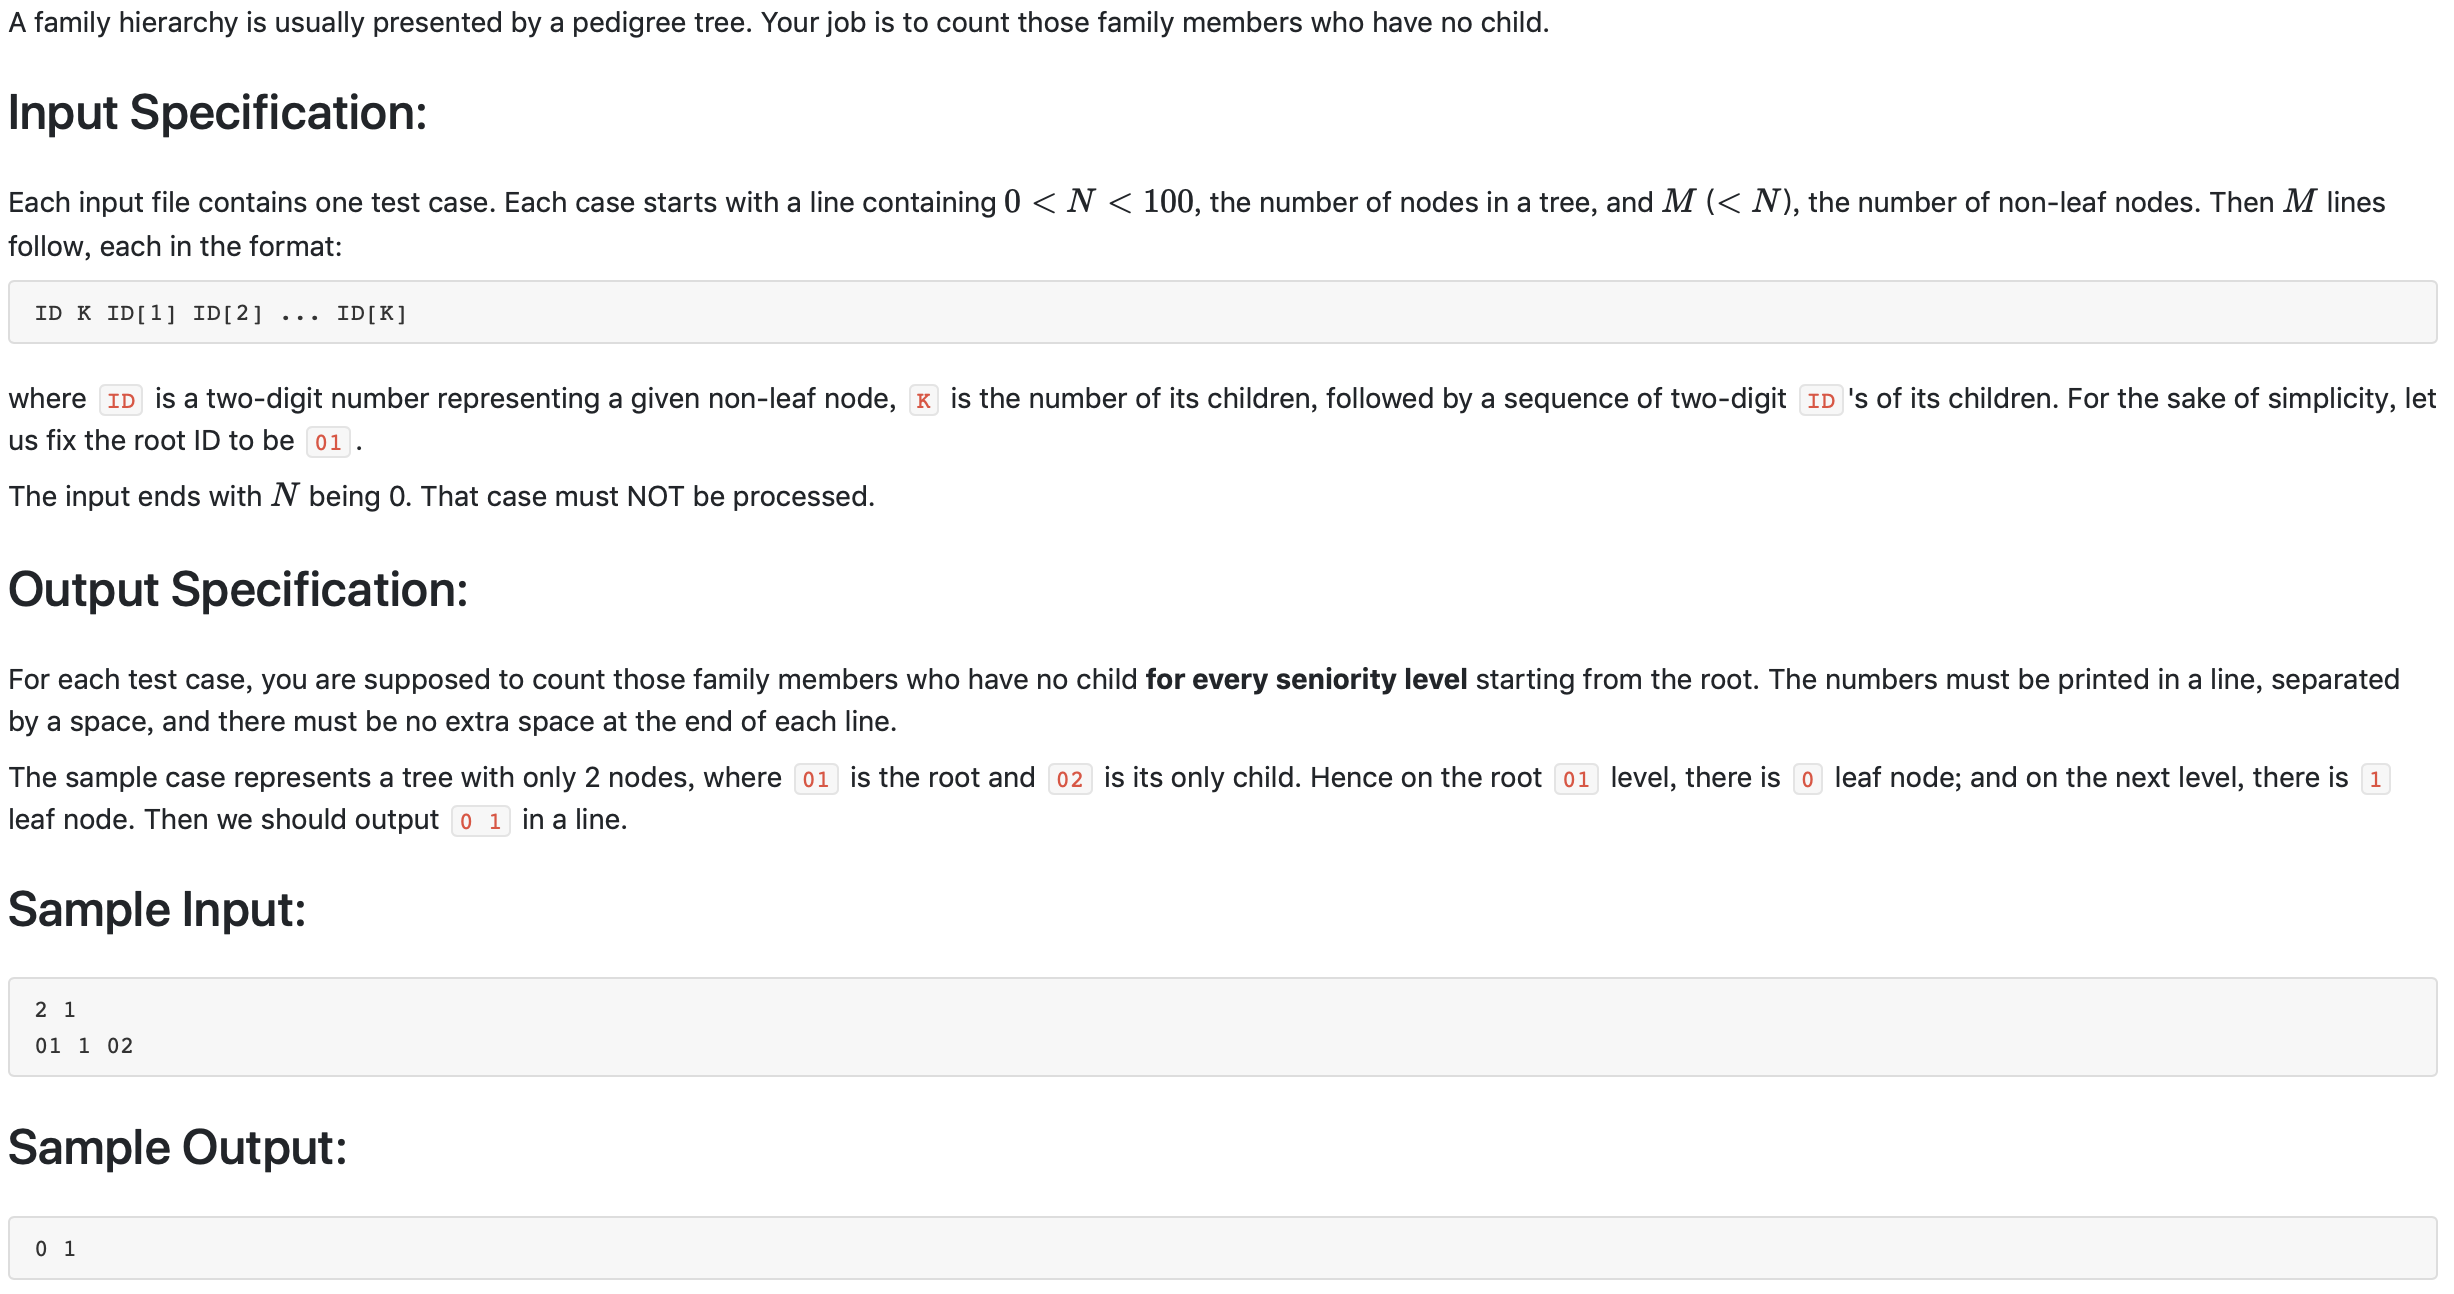 A family hierarchy is usually presented by a pedigree tree. Your job is to count those family members who have no child.
Input Specification:
Each input file contains one test case. Each case starts with a line containing 0 < N < 100, the number of nodes in a tree, and M (< N), the number of non-leaf nodes. Then M lines
follow, each in the format:
ID K ID[1] ID[2] ... ID[K]
where ID is a two-digit number representing a given non-leaf node, K is the number of its children, followed by a sequence of two-digit ID 's of its children. For the sake of simplicity, let
us fix the root ID to be 01 .
The input ends with N being 0. That case must NOT be processed.
Output Specification:
For each test case, you are supposed to count those family members who have no child for every seniority level starting from the root. The numbers must be printed in a line, separated
by a space, and there must be no extra space at the end of each line.
The sample case represents a tree with only 2 nodes, where 01 is the root and 02 is its only child. Hence on the root 01 level, there is 0 leaf node; and on the next level, there is 1
leaf node. Then we should output 0 1 in a line.
Sample Input:
2 1
01 1 02
Sample Output:
0 1